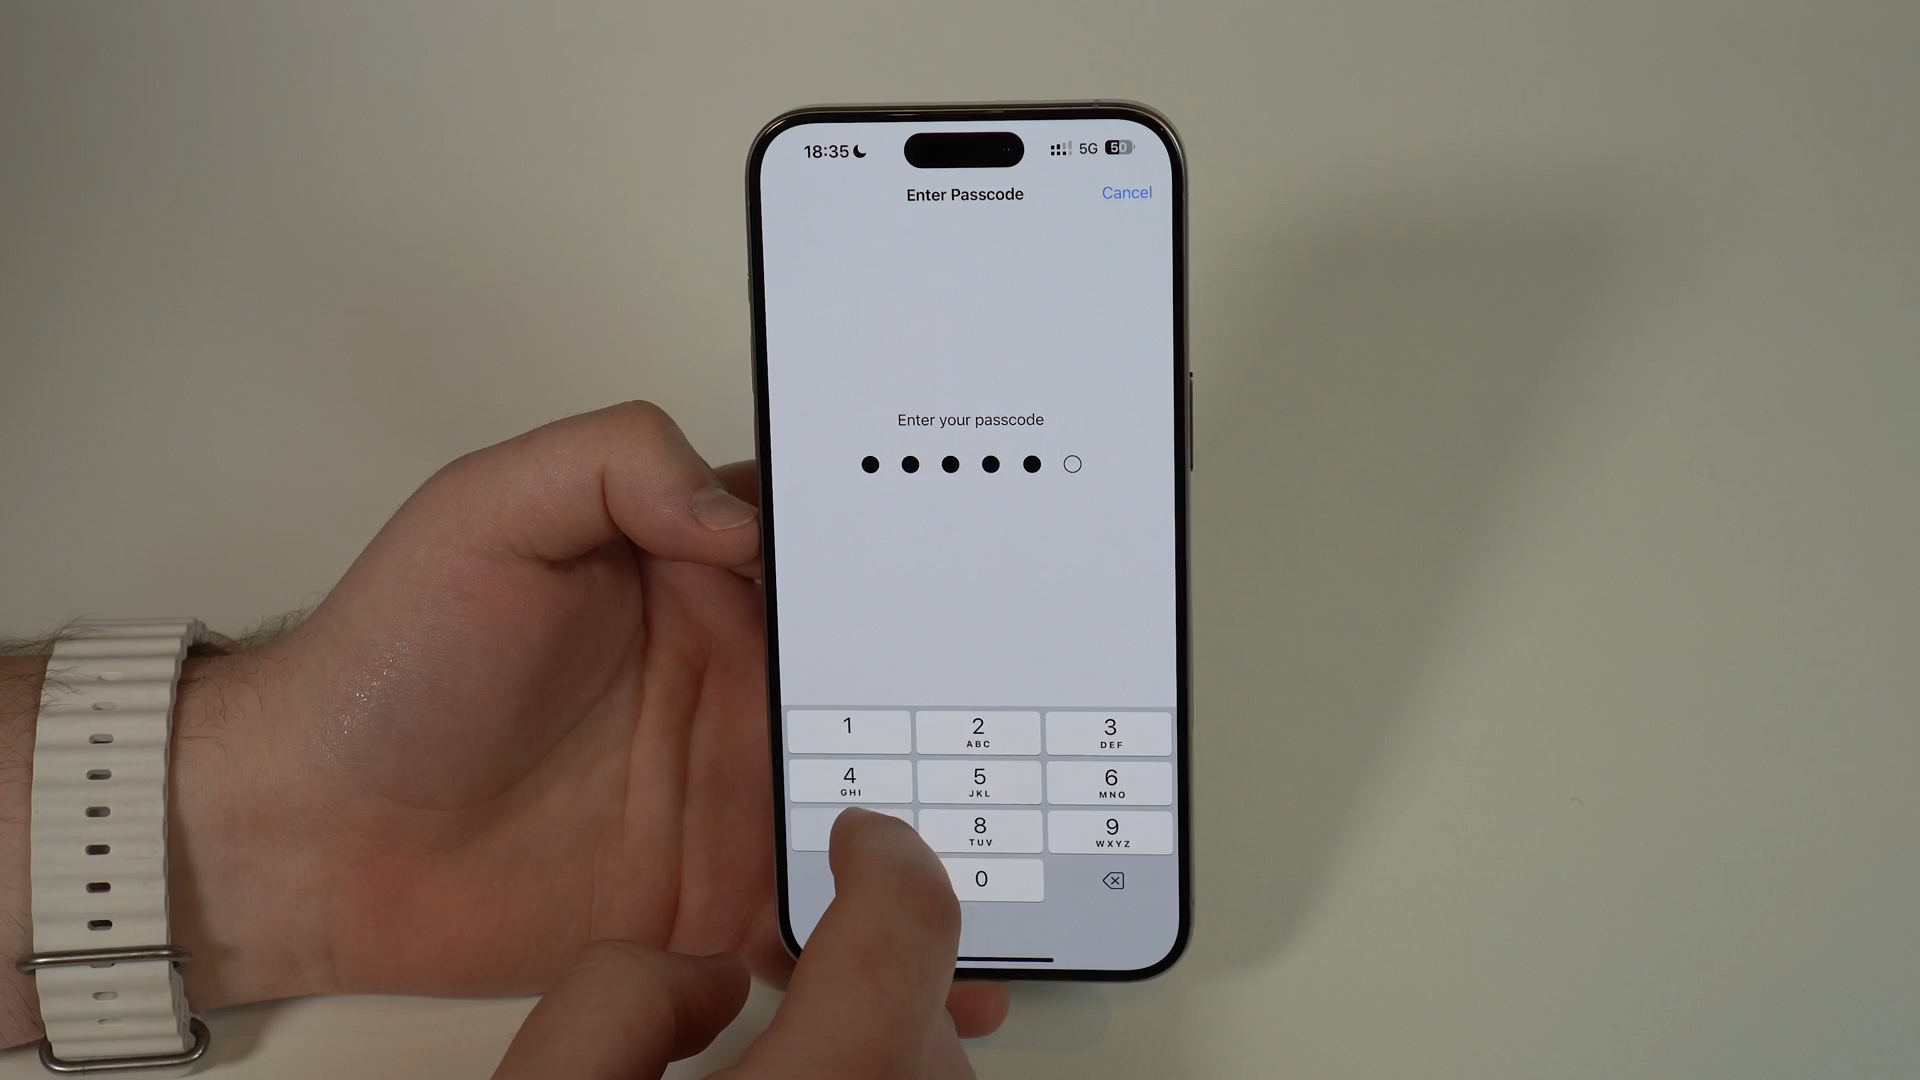 18:35 5G 50
Enter Passcode Cancel
Enter your passcode
1 2 3
ABC DEF
4 5 6
GHI JKL MNO
8 9
TUV WXYZ
0